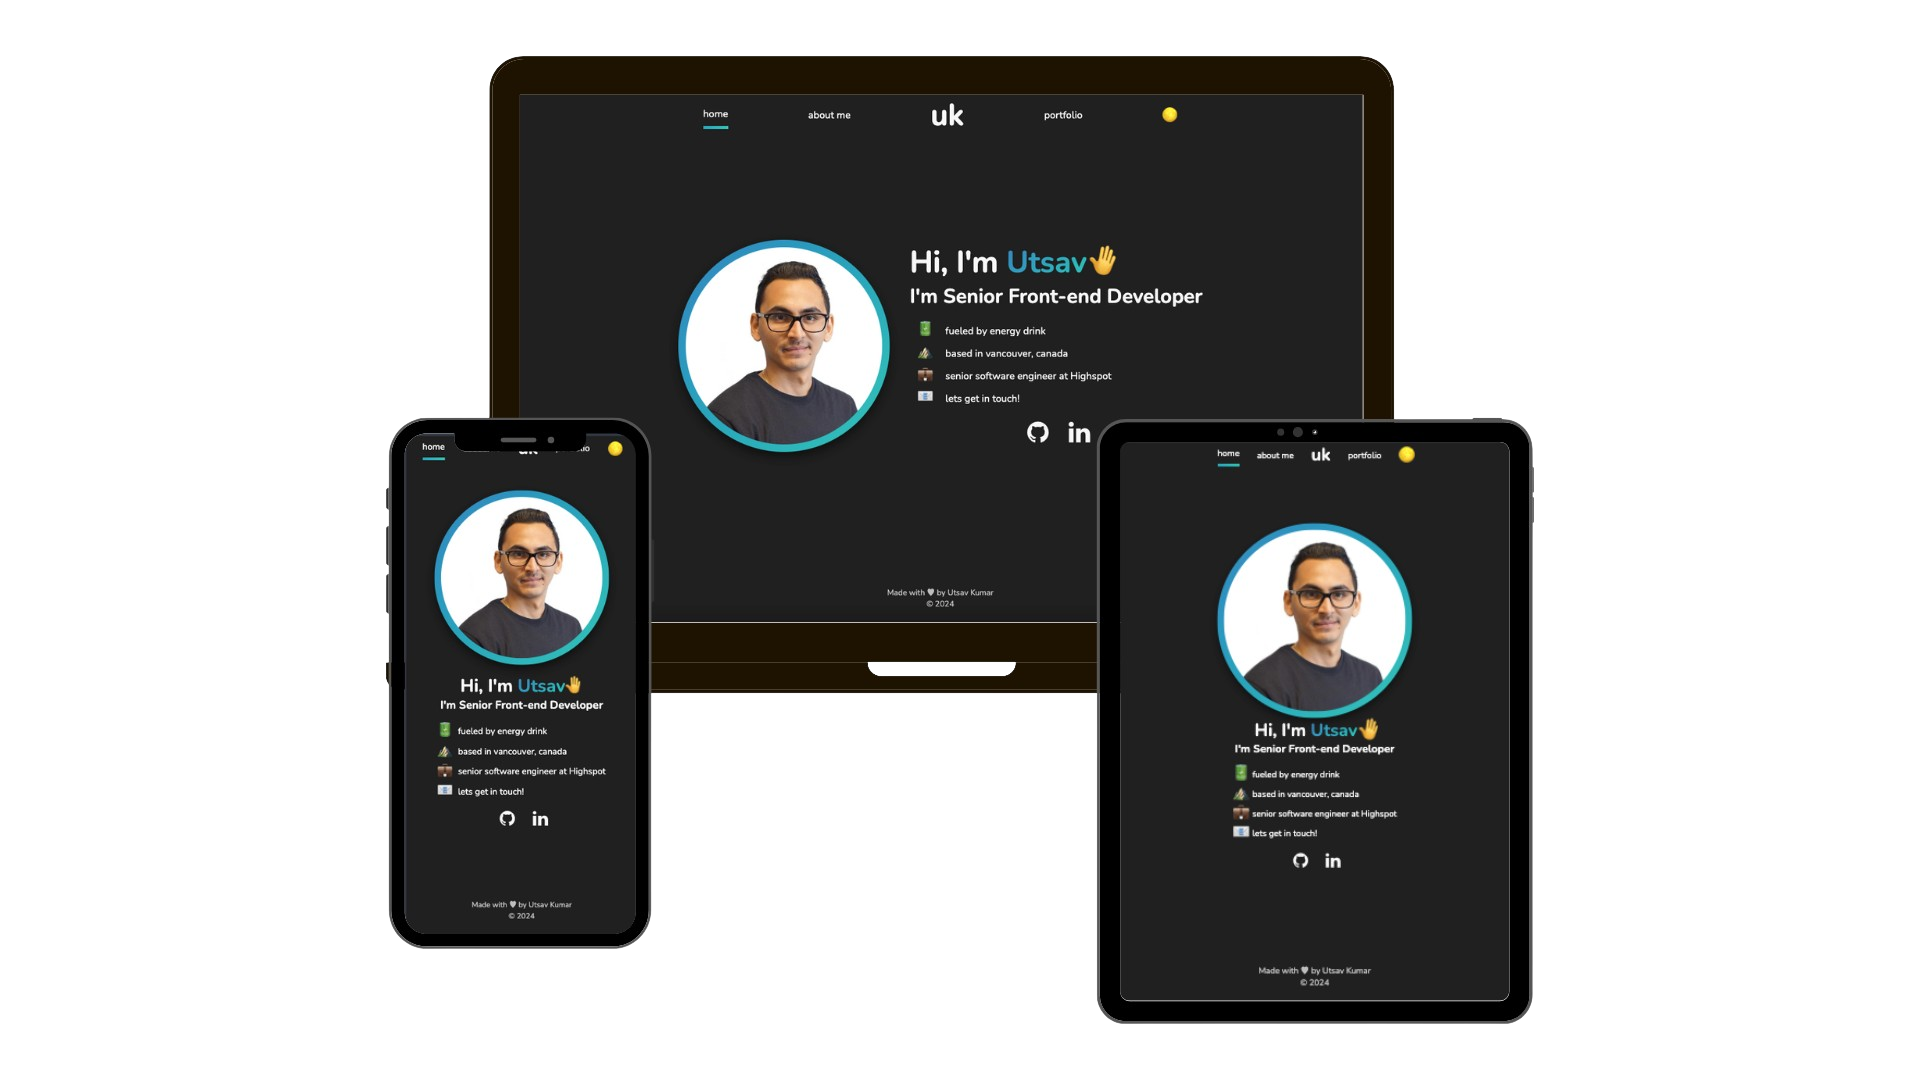 home about me uk portfolio
Hi, I'm Utsav👋
I'm Senior Front-end Developer
fueled by energy drink
based in vancouver, canada
senior software engineer at Highspot
lets get in touch!
in
Made with ♥ by Utsav Kumar
© 2024
home
Hi, I'm Utsav👋
I'm Senior Front-end Developer
fueled by energy drink
based in vancouver, canada
senior software engineer at Highspot
lets get in touch!
in
Made with ♥ by Utsav Kumar
© 2024
home about me uk portfolio
Hi, I'm Utsav👋
I'm Senior Front-end Developer
fueled by energy drink
based in vancouver, canada
senior software engineer at Highspot
lets get in touch!
in
Made with ♥ by Utsav Kumar
© 2024